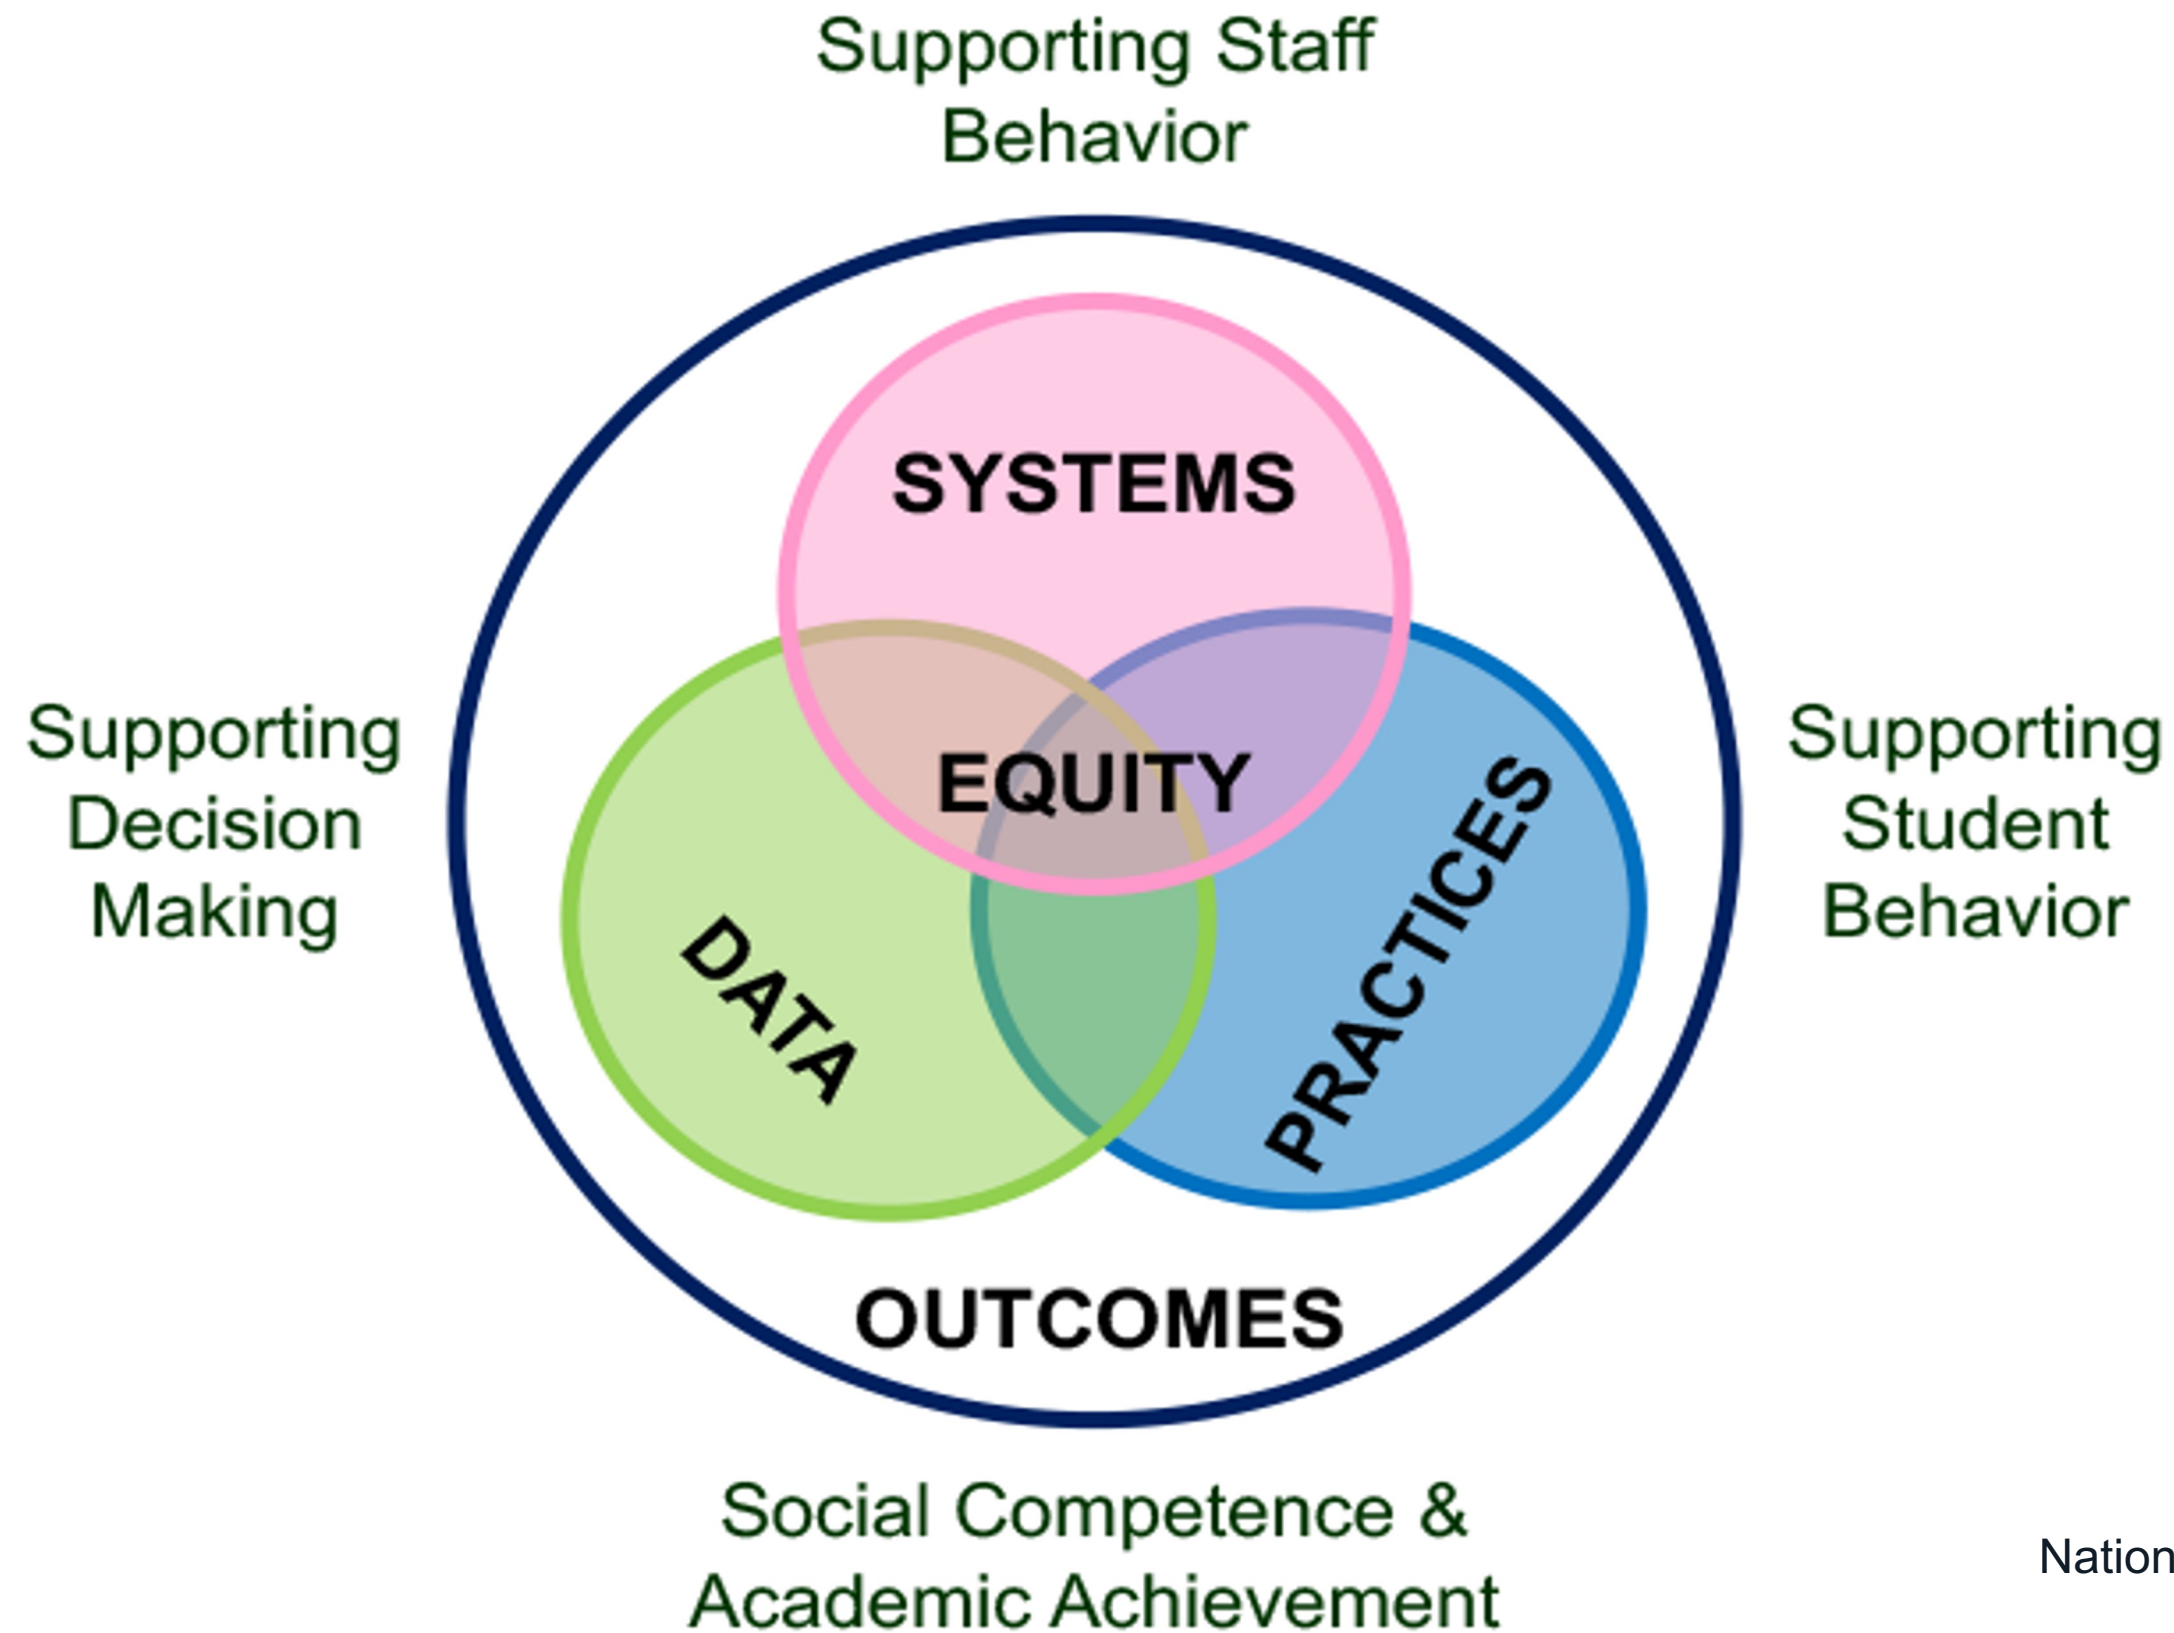 Supporting Staff
Behavior
SYSTEMS
EQUITY
Supporting
Decision
Making
DATA
PRACTICES
Supporting
Student
Behavior
OUTCOMES
Social Competence &
Academic Achievement
Nation